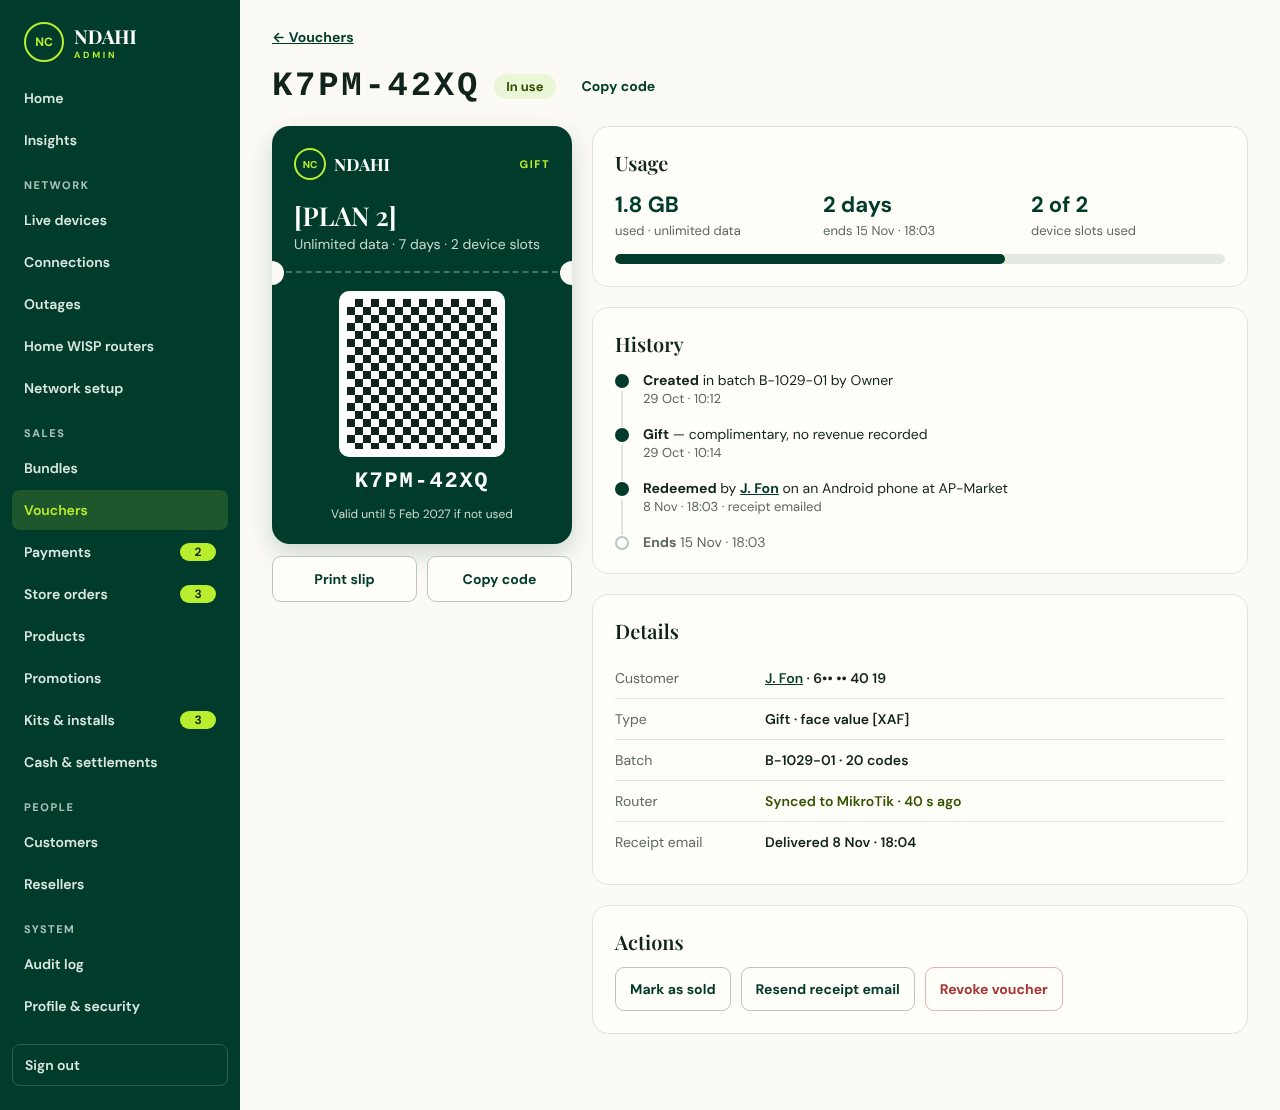 NC
NDAHI
ADMIN
Home
Insights
NETWORK
Live devices
Connections
Outages
Home WISP routers
Network setup
SALES
Bundles
Vouchers
Payments 2
Store orders 3
Products
Promotions
Kits & installs 3
Cash & settlements
PEOPLE
Customers
Resellers
SYSTEM
Audit log
Profile & security
Sign out
← Vouchers
K7PM-42XQ In use Copy code
NC NDAHI GIFT
[PLAN 2]
Unlimited data · 7 days · 2 device slots
K7PM-42XQ
Valid until 5 Feb 2027 if not used
Print slip Copy code
Usage
1.8 GB 2 days 2 of 2
used · unlimited data ends 15 Nov · 18:03 device slots used
History
Created in batch B-1029-01 by Owner
29 Oct · 10:12
Gift — complimentary, no revenue recorded
29 Oct · 10:14
Redeemed by J. Fon on an Android phone at AP-Market
8 Nov · 18:03 · receipt emailed
Ends 15 Nov · 18:03
Details
Customer J. Fon · 6•• •• 40 19
Type Gift · face value [XAF]
Batch B-1029-01 · 20 codes
Router Synced to MikroTik · 40 s ago
Receipt email Delivered 8 Nov · 18:04
Actions
Mark as sold Resend receipt email Revoke voucher